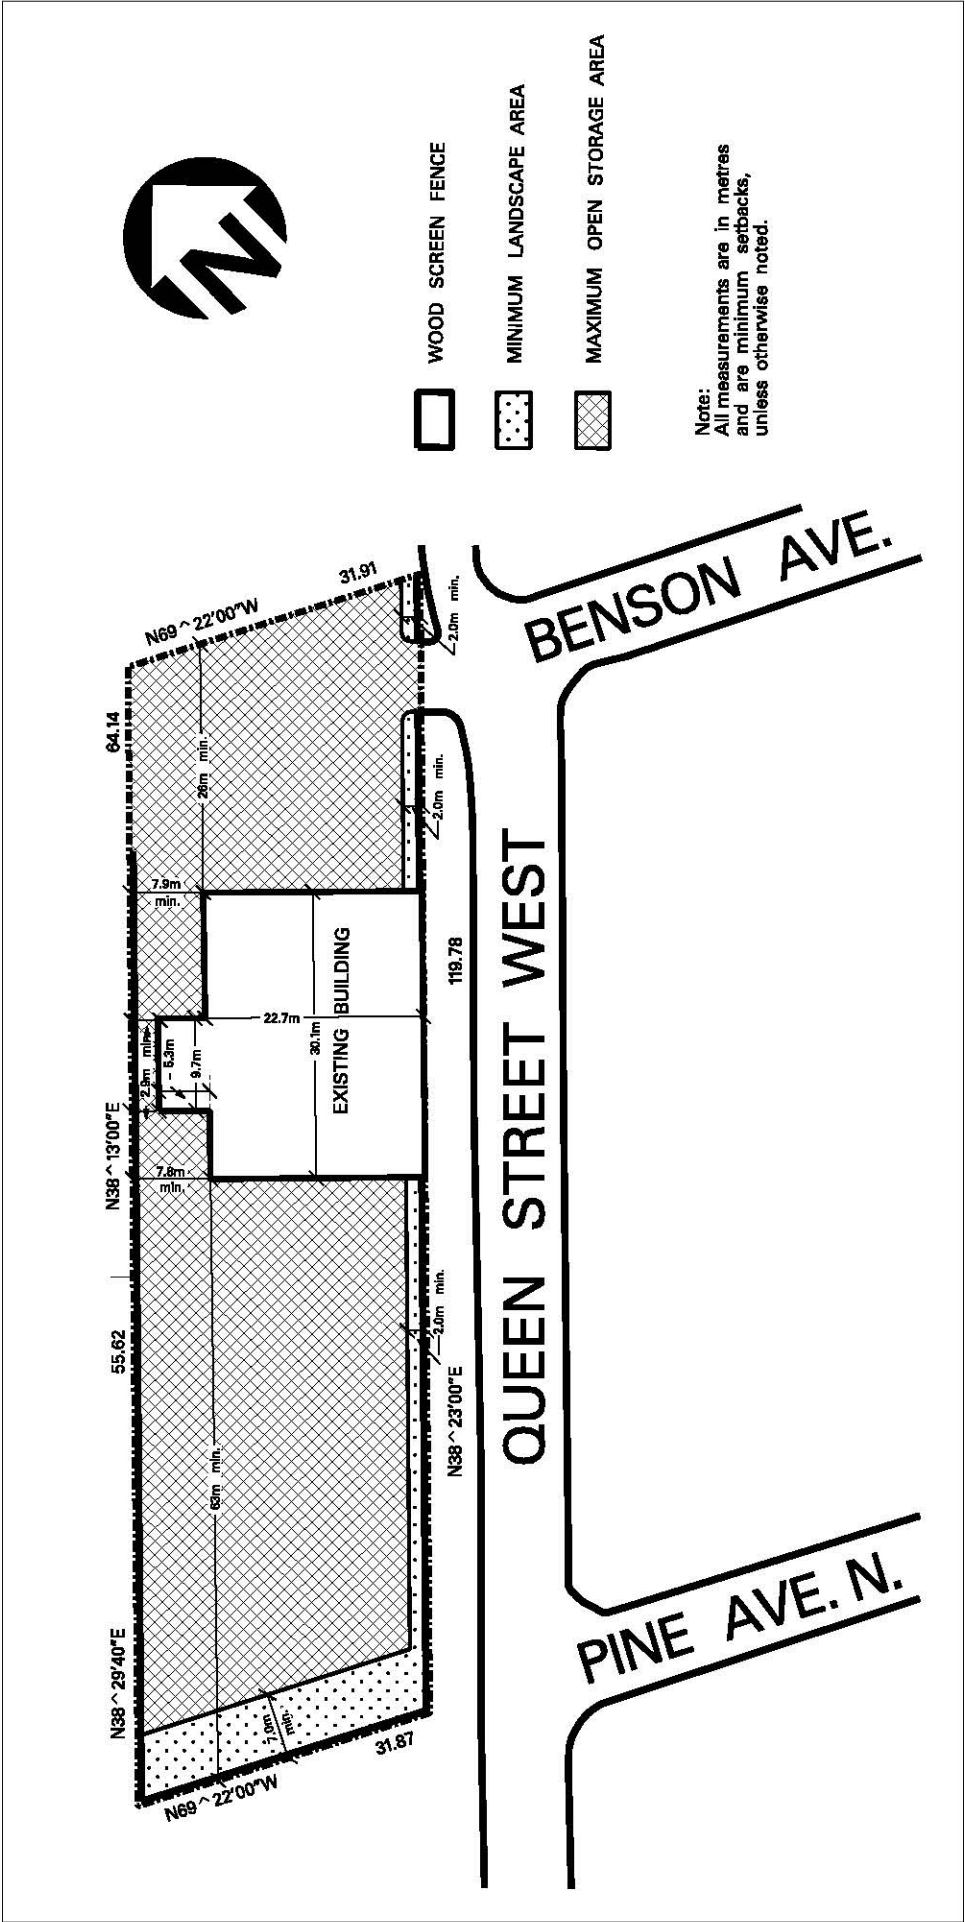 N
WOOD SCREEN FENCE
MINIMUM LANDSCAPE AREA
MAXIMUM OPEN STORAGE AREA
Note:
All measurements are in metres
and are minimum setbacks,
unless otherwise noted.
N38^29'40"E
55.62
N38^13'00"E
64.14
N69^22'00"W
31.91
N69^22'00"W
31.87
7.0m
min.
63m min.
7.8m
min.
2.9m min.
5.3m
9.7m
7.9m
min.
26m min.
22.7m
30.1m
EXISTING BUILDING
2.0m min.
2.0m min.
2.0m min.
N38^23'00"E
119.78
QUEEN STREET WEST
PINE AVE. N.
BENSON AVE.